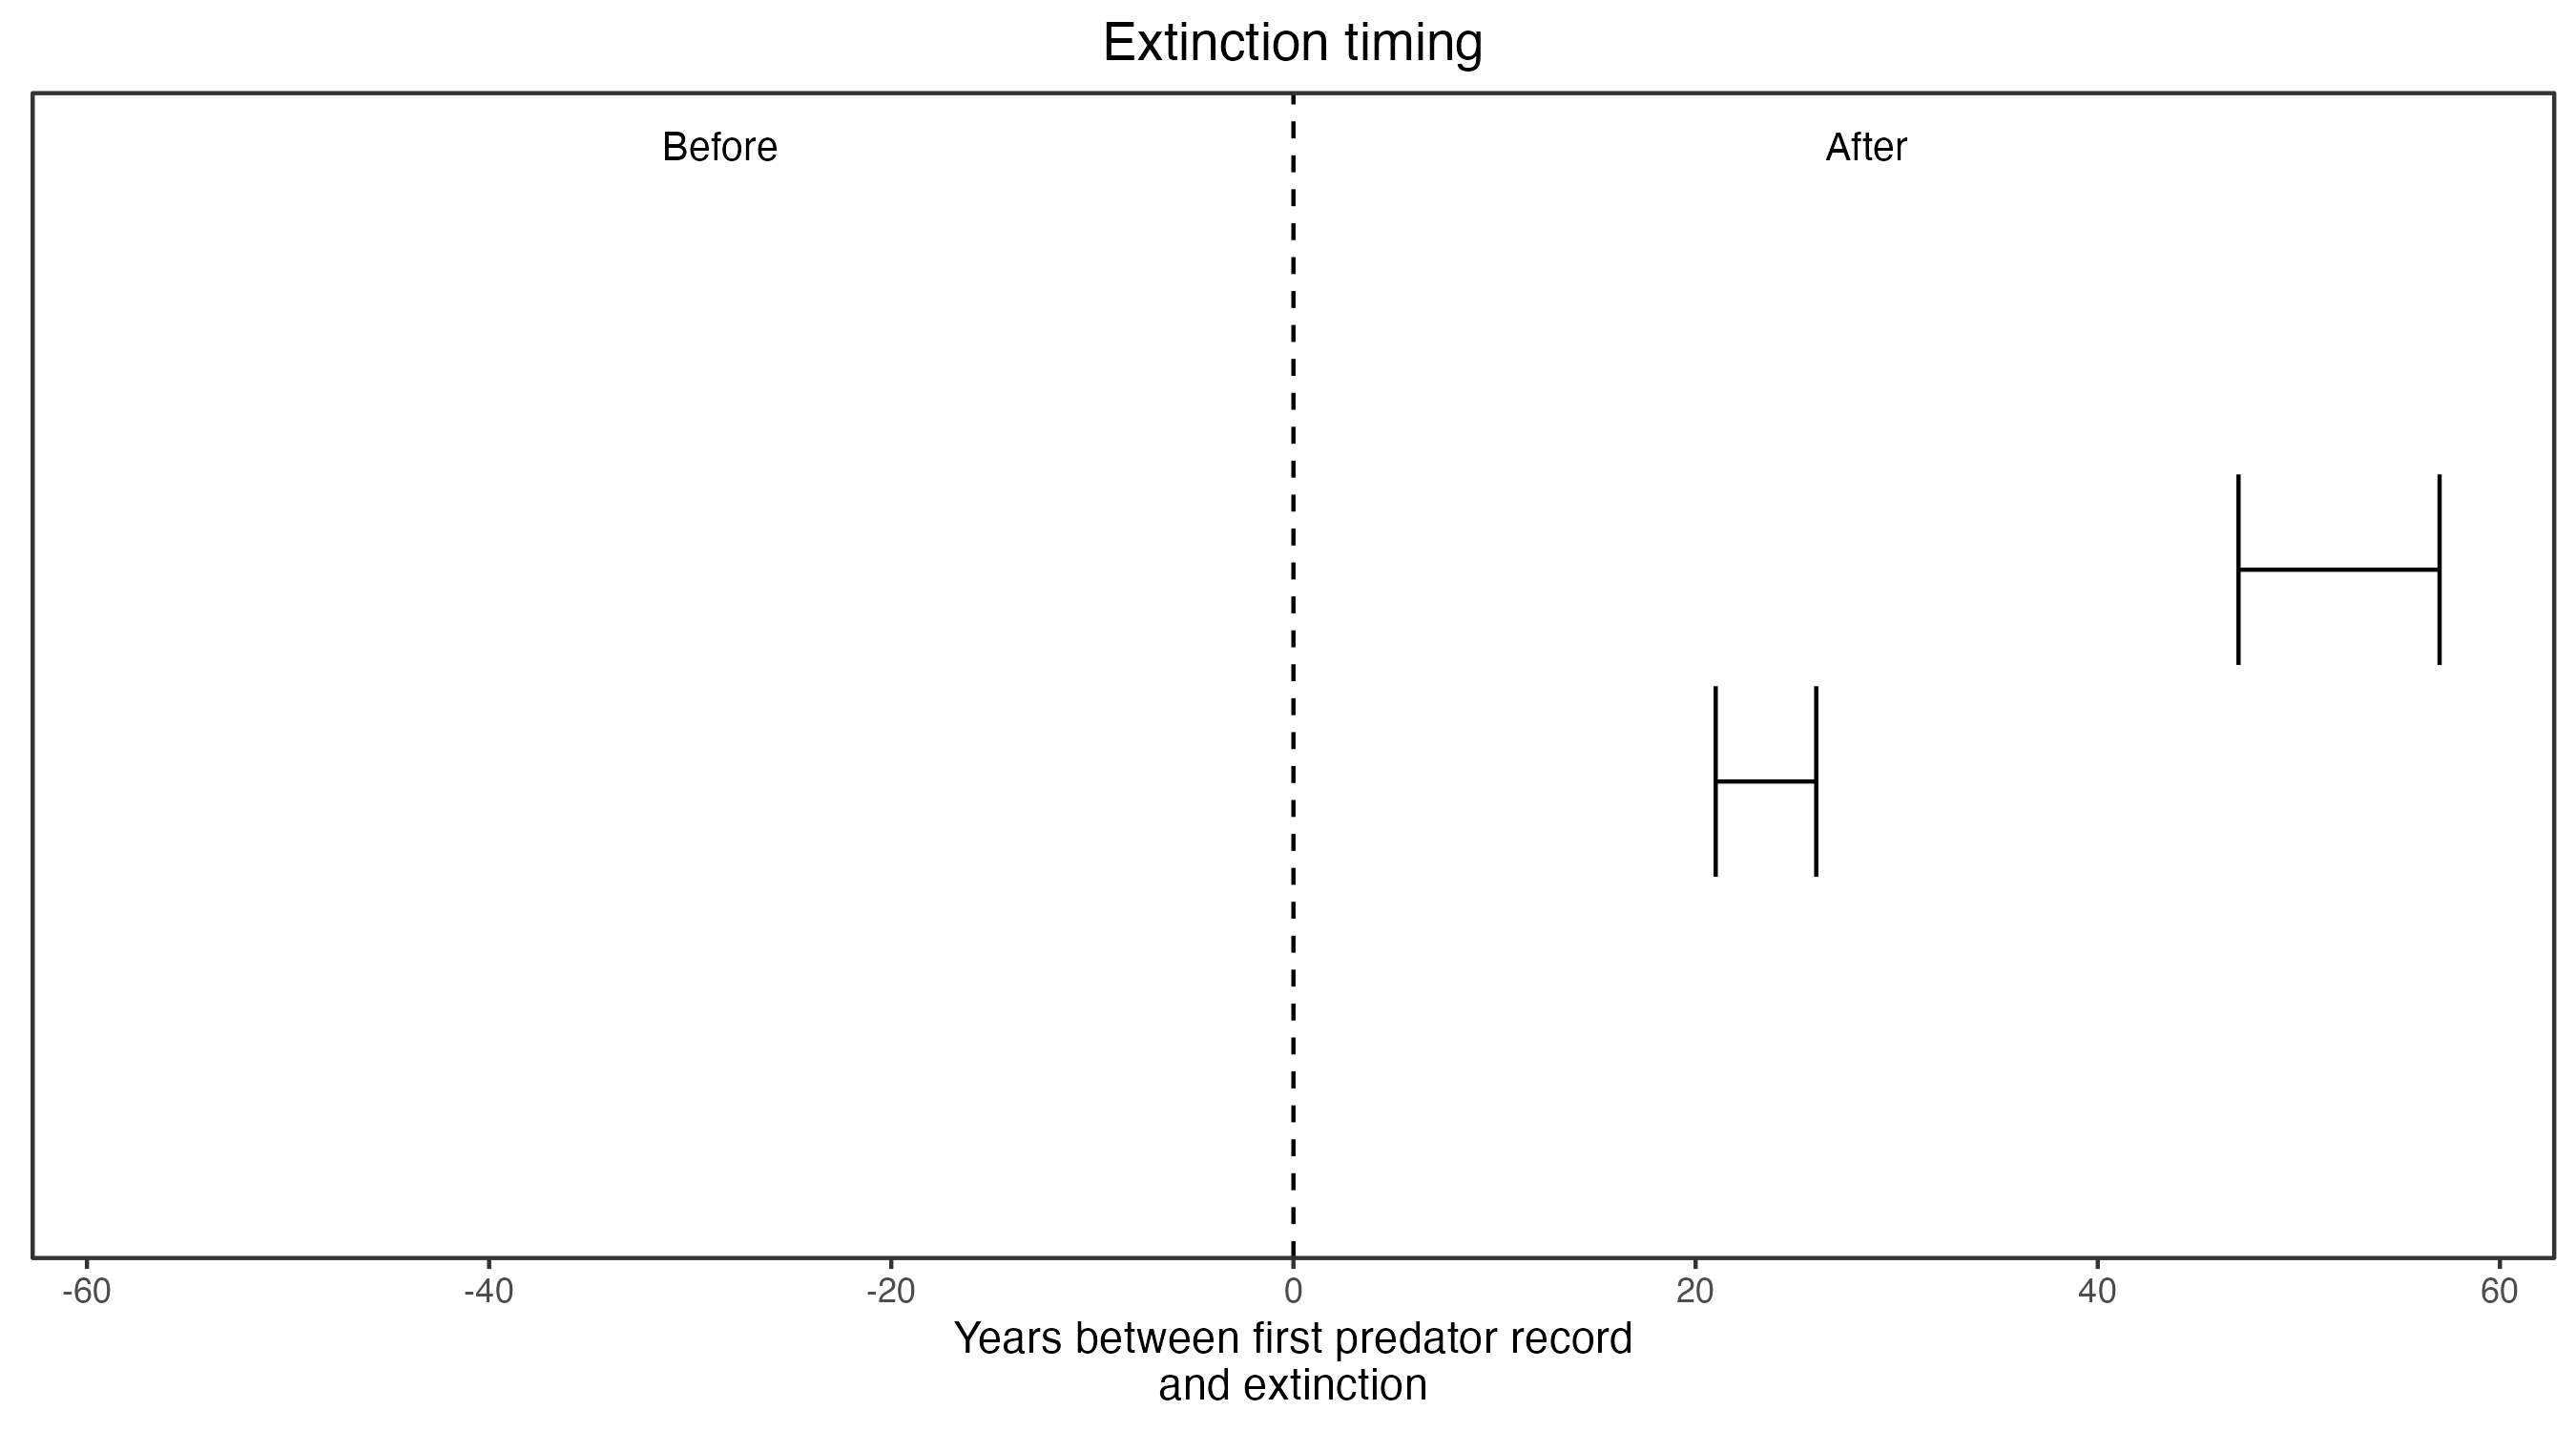 Extinction timing
Before After
-60 -40 -20 0 20 40 60
Years between first predator record
and extinction